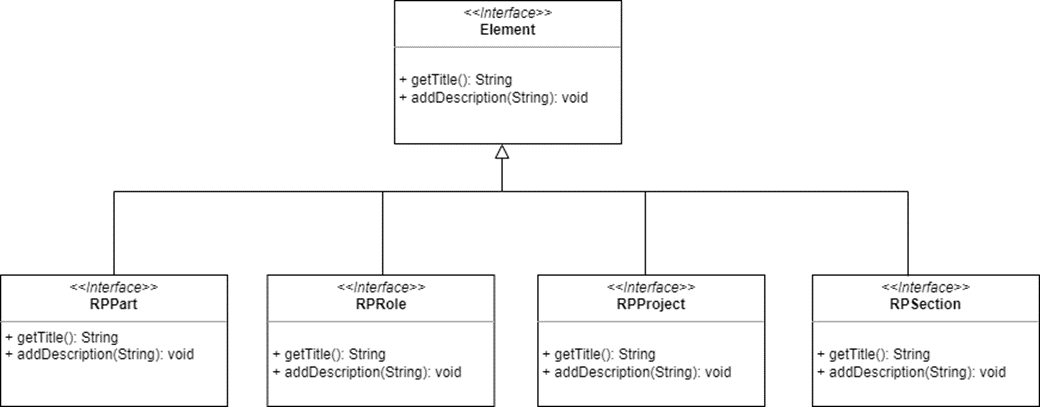 <<Interface>>
Element
+ getTitle(): String
+ addDescription(String): void
<<Interface>>
RPPart
+ getTitle(): String
+ addDescription(String): void
<<Interface>>
RPRole
+ getTitle(): String
+ addDescription(String): void
<<Interface>>
RPProject
+ getTitle(): String
+ addDescription(String): void
<<Interface>>
RPSection
+ getTitle(): String
+ addDescription(String): void